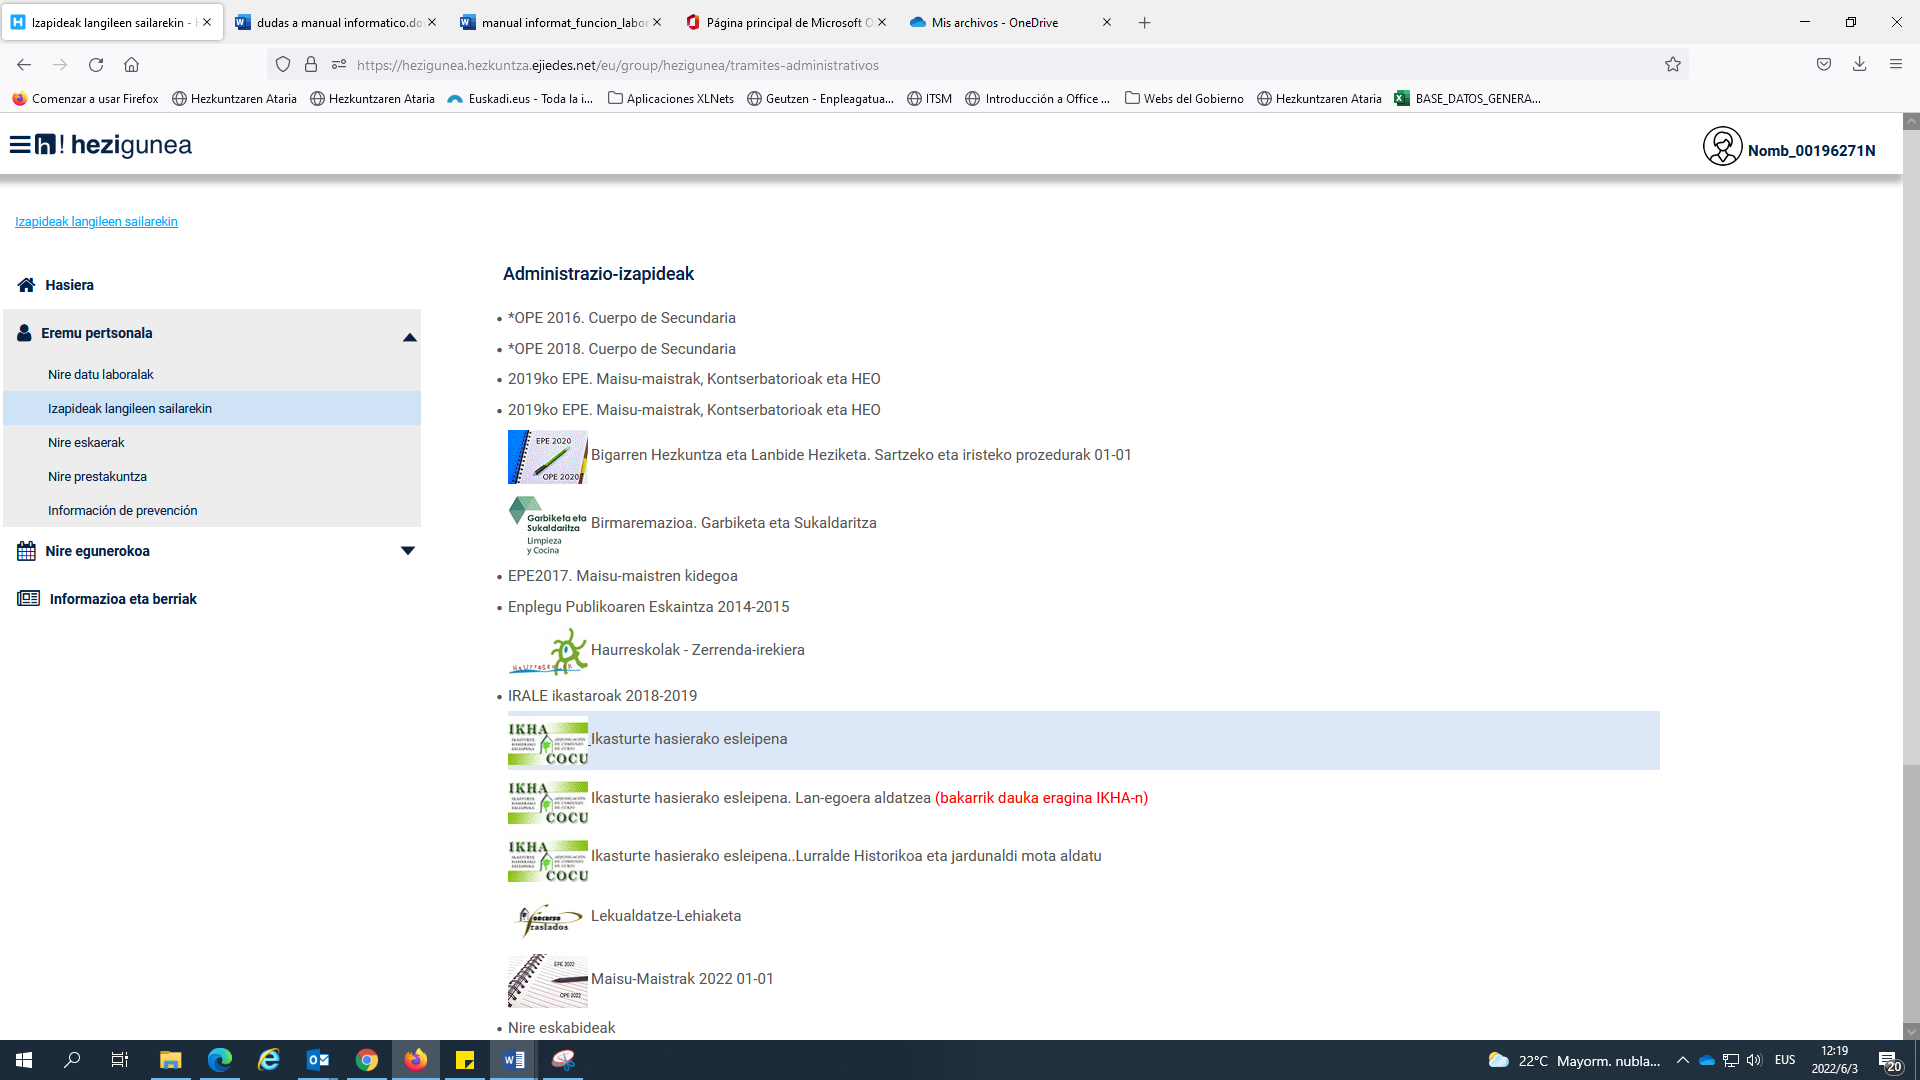 Izapideak langileen sailarekin -
dudas a manual informatico.do
manual informat_funcion_labor
Página principal de Microsoft O
Mis archivos - OneDrive
https://hezigunea.hezkuntza.ejiedes.net/eu/group/hezigunea/tramites-administrativos
Comenzar a usar Firefox
Hezkuntzaren Ataria
Hezkuntzaren Ataria
Euskadi.eus - Toda la i...
Aplicaciones XLNets
Geutzen - Enpleagatua...
ITSM
Introducción a Office ...
Webs del Gobierno
Hezkuntzaren Ataria
BASE_DATOS_GENERA...
h! hezigunea
Nomb_00196271N
Izapideak langileen sailarekin
Hasiera
Eremu pertsonala
Nire datu laboralak
Izapideak langileen sailarekin
Nire eskaerak
Nire prestakuntza
Información de prevención
Nire egunerokoa
Informazioa eta berriak
Administrazio-izapideak
*OPE 2016. Cuerpo de Secundaria
*OPE 2018. Cuerpo de Secundaria
2019ko EPE. Maisu-maistrak, Kontserbatorioak eta HEO
2019ko EPE. Maisu-maistrak, Kontserbatorioak eta HEO
EPE 2020
OPE 2020
Bigarren Hezkuntza eta Lanbide Heziketa. Sartzeko eta iristeko prozedurak 01-01
Garbiketa eta
Sukaldaritza
Limpieza
y Cocina
Birmaremazioa. Garbiketa eta Sukaldaritza
EPE2017. Maisu-maistren kidegoa
Enplegu Publikoaren Eskaintza 2014-2015
Haurreskolak
Haurreskolak - Zerrenda-irekiera
IRALE ikastaroak 2018-2019
IKHA
COCU
Ikasturte hasierako esleipena
IKHA
COCU
Ikasturte hasierako esleipena. Lan-egoera aldatzea (bakarrik dauka eragina IKHA-n)
IKHA
COCU
Ikasturte hasierako esleipena..Lurralde Historikoa eta jardunaldi mota aldatu
Concurso
Traslados
Lekualdatze-Lehiaketa
EPE 2022
OPE 2022
Maisu-Maistrak 2022 01-01
Nire eskabideak
22°C Mayorm. nubla...
EUS
12:19
2022/6/3
20